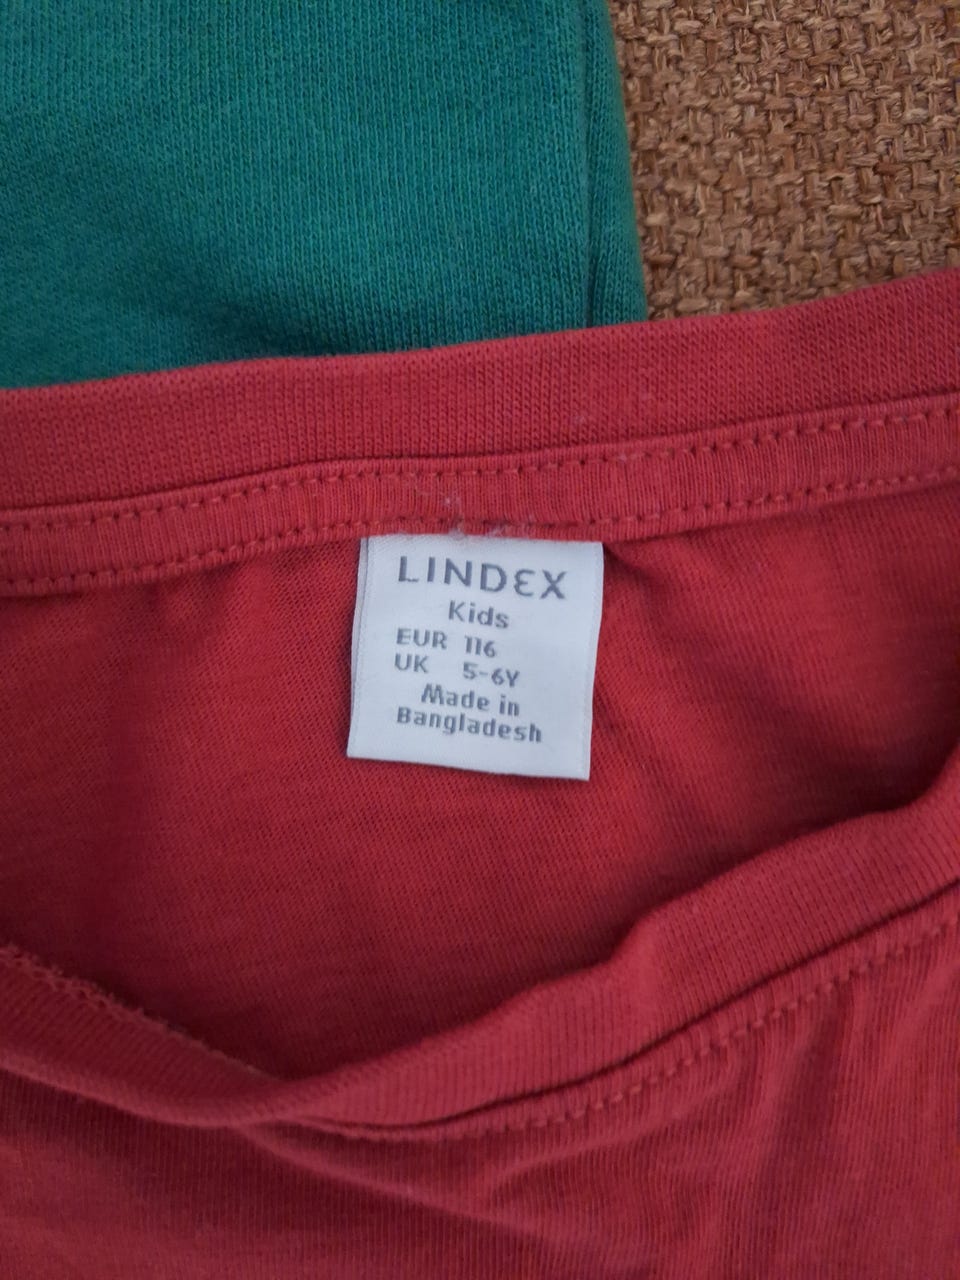 LINDEX
Kids
EUR 116
UK 5-6Y
Made in
Bangladesh